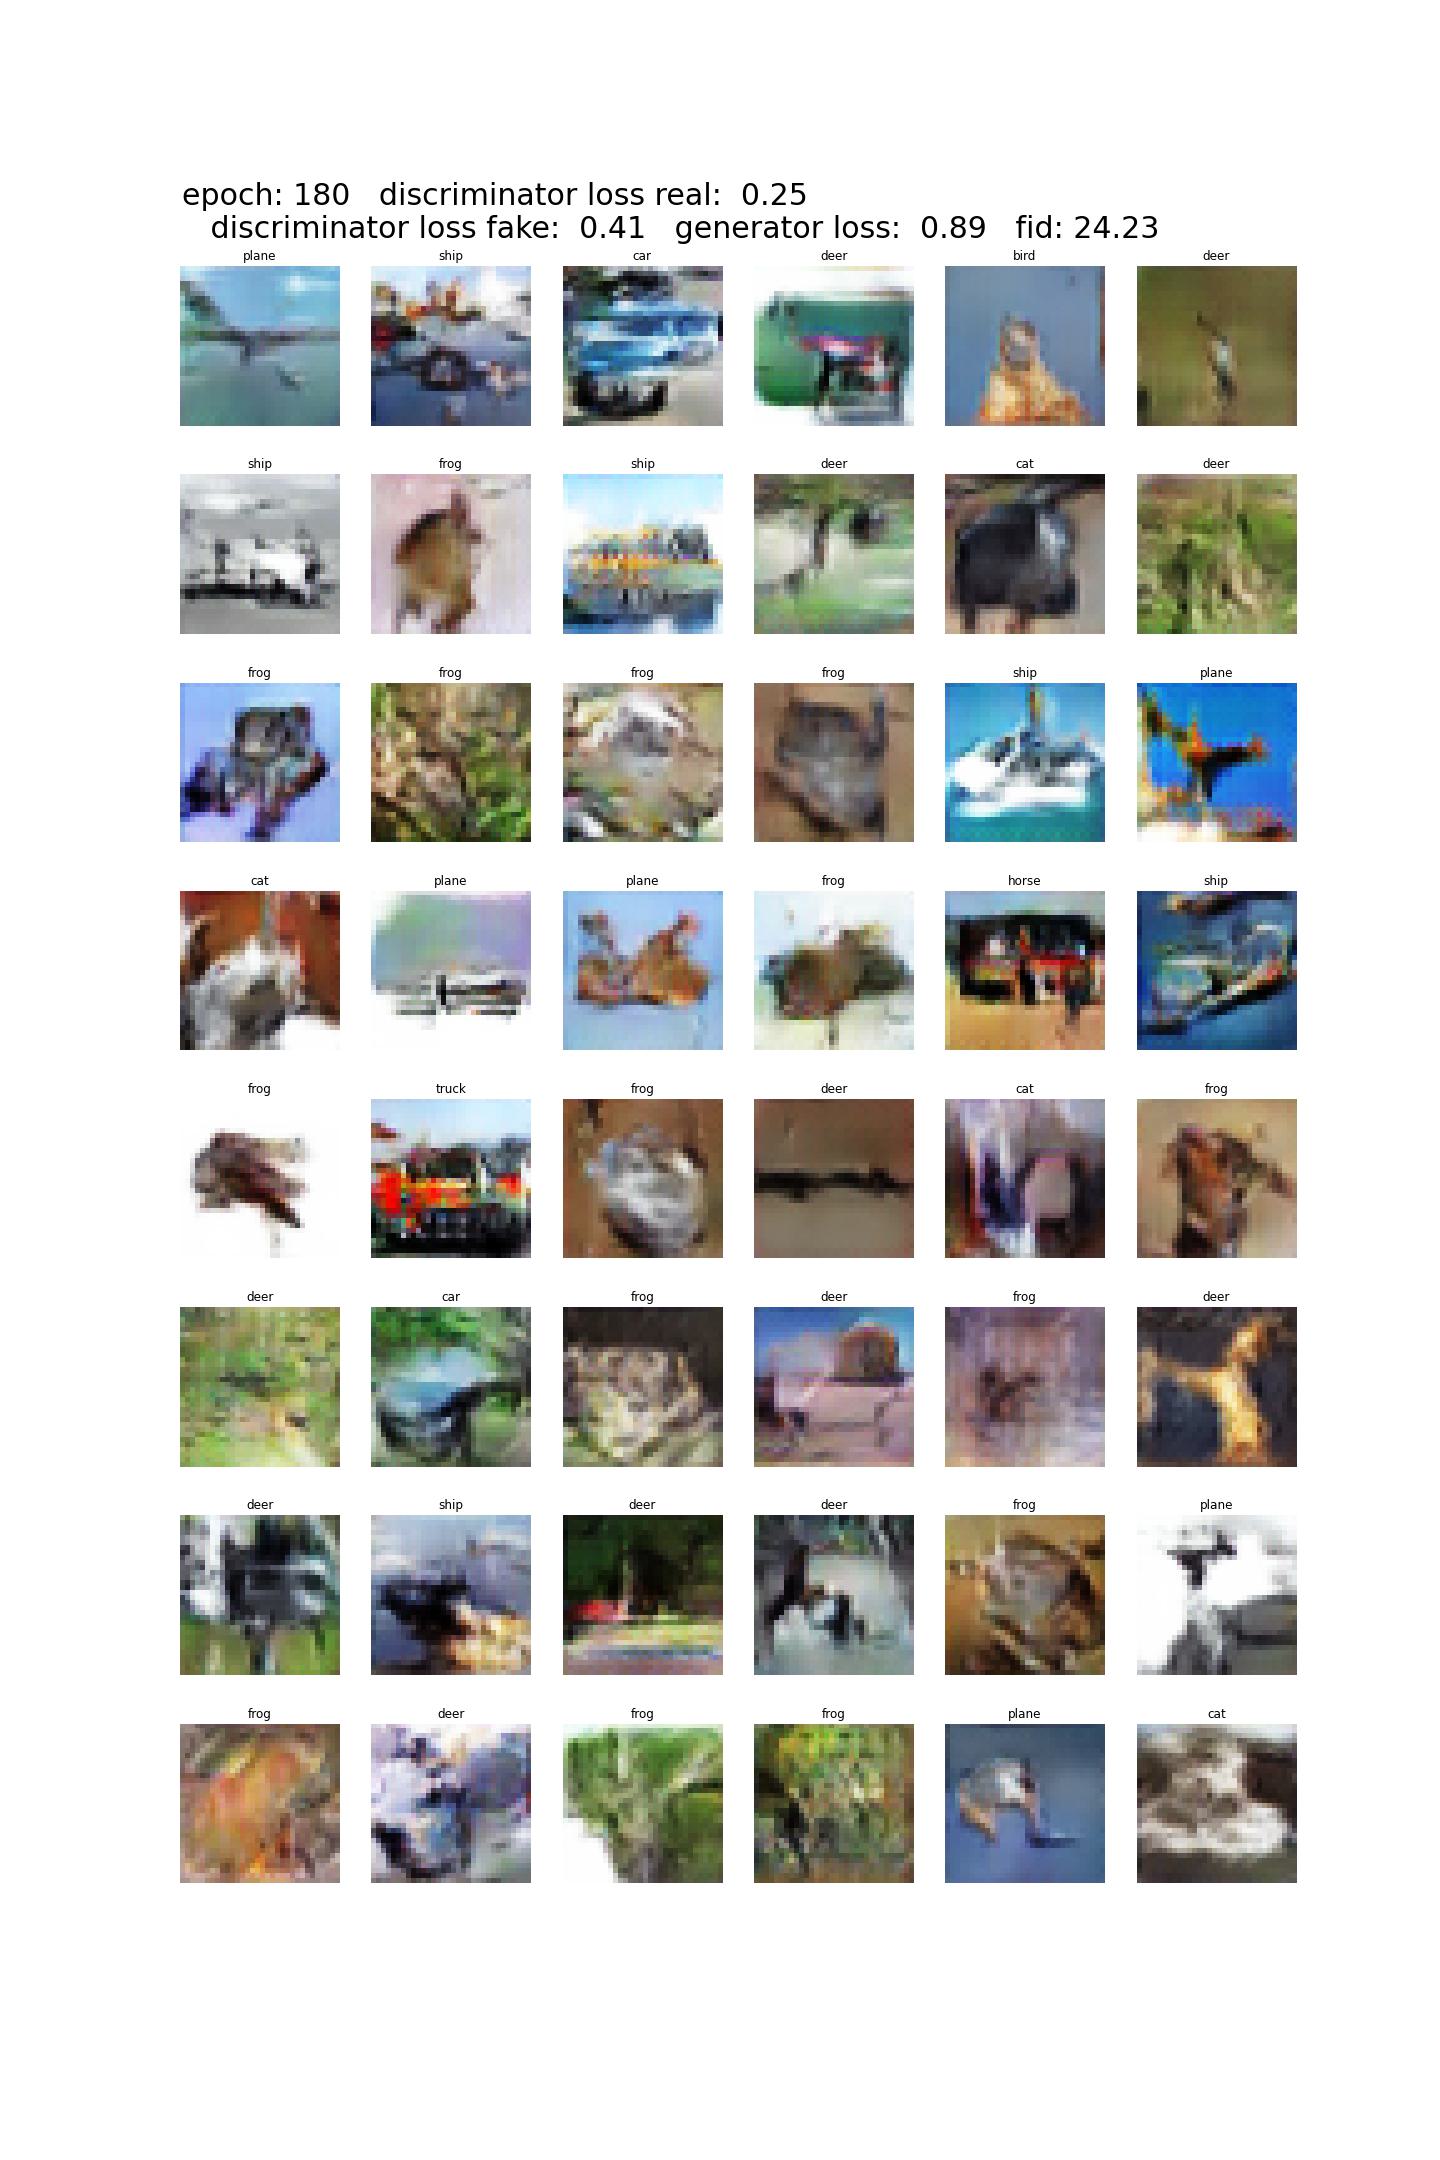 epoch: 180   discriminator loss real:  0.25
discriminator loss fake:  0.41   generator loss:  0.89   fid: 24.23
plane ship car deer bird deer
ship frog ship deer cat deer
frog frog frog frog ship plane
cat plane plane frog horse ship
frog truck frog deer cat frog
deer car frog deer frog deer
deer ship deer deer frog plane
frog deer frog frog plane cat